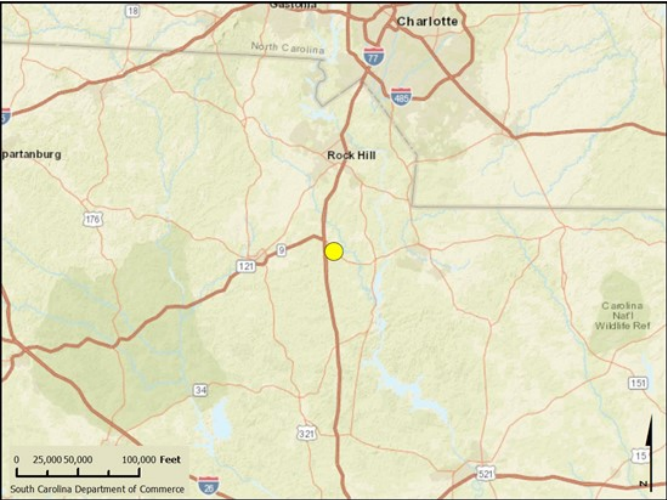 Gastonia
18
Charlotte
North Carolina
77
485
partanburg
Rock Hill
176
9
121
Carolina
Nat'l
Wildlife Ref
34
151
321
0 25,000 50,000 100,000 Feet
15
521
N
26
South Carolina Department of Commerce